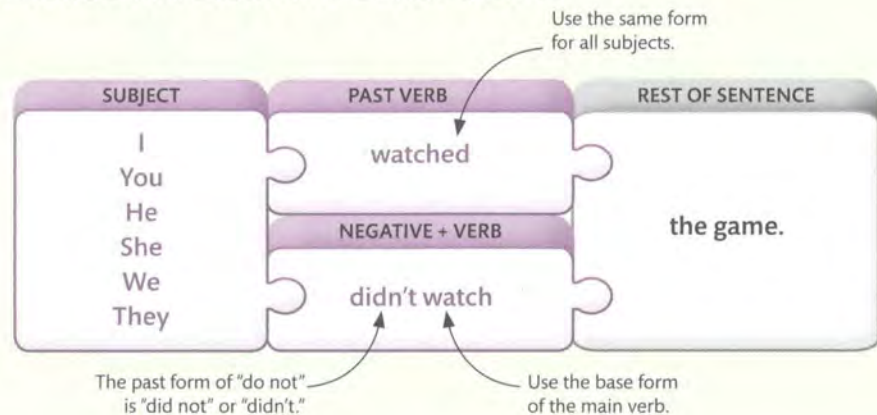 Use the same form
for all subjects.
SUBJECT
PAST VERB
REST OF SENTENCE
I
You
He
She
We
They
watched
NEGATIVE + VERB
didn't watch
the game.
The past form of "do not"
is "did not" or "didn't."
Use the base form
of the main verb.